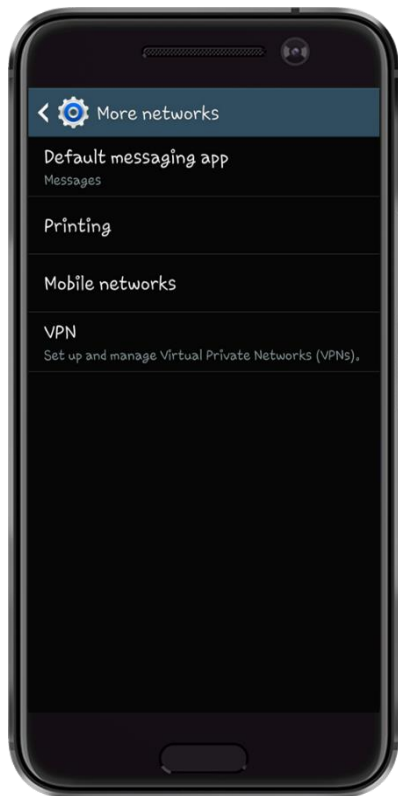 More networks
Default messaging app
Messages
Printing
Mobile networks
VPN
Set up and manage Virtual Private Networks (VPNs).